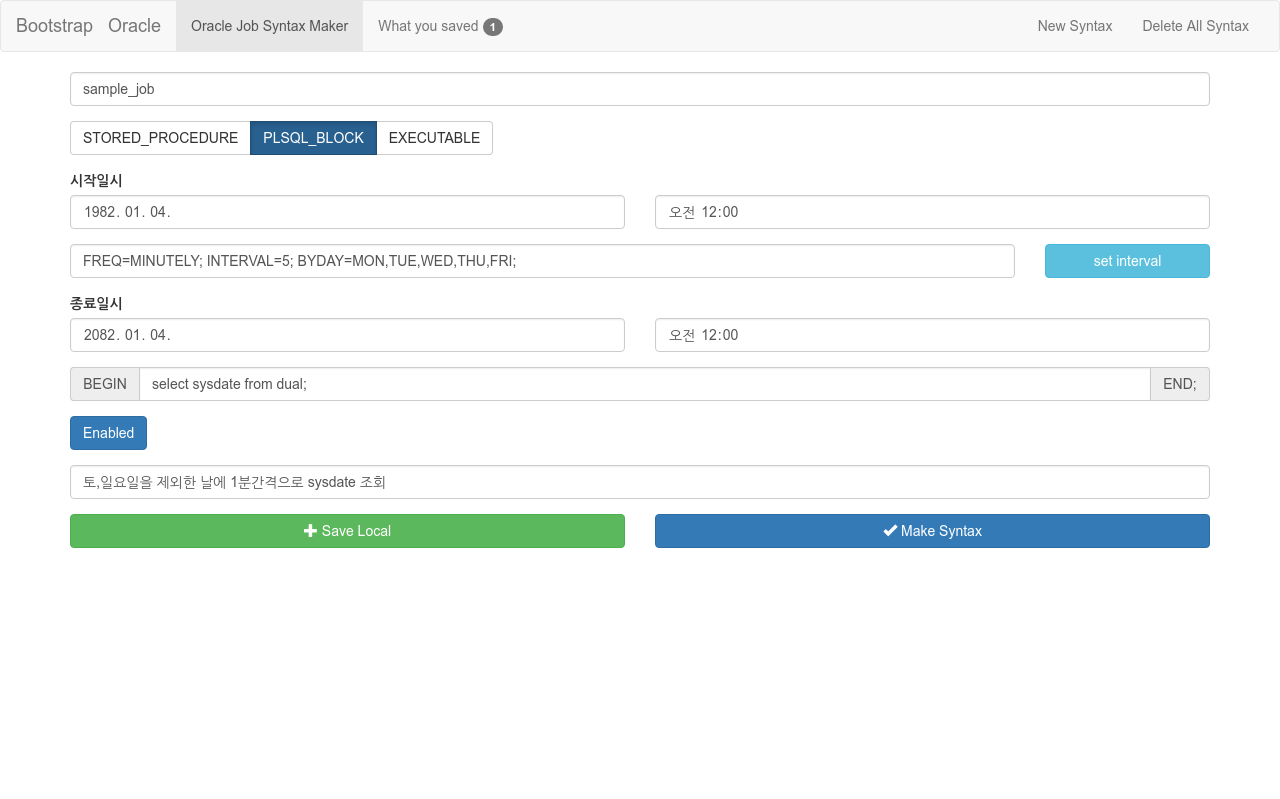 Bootstrap Oracle Oracle Job Syntax Maker What you saved 1 New Syntax Delete All Syntax
sample_job
STORED_PROCEDURE PLSQL_BLOCK EXECUTABLE
시작일시
1982. 01. 04. 오전 12:00
FREQ=MINUTELY; INTERVAL=5; BYDAY=MON,TUE,WED,THU,FRI; set interval
종료일시
2082. 01. 04. 오전 12:00
BEGIN select sysdate from dual; END;
Enabled
토,일요일을 제외한 날에 1분간격으로 sysdate 조회
Save Local Make Syntax